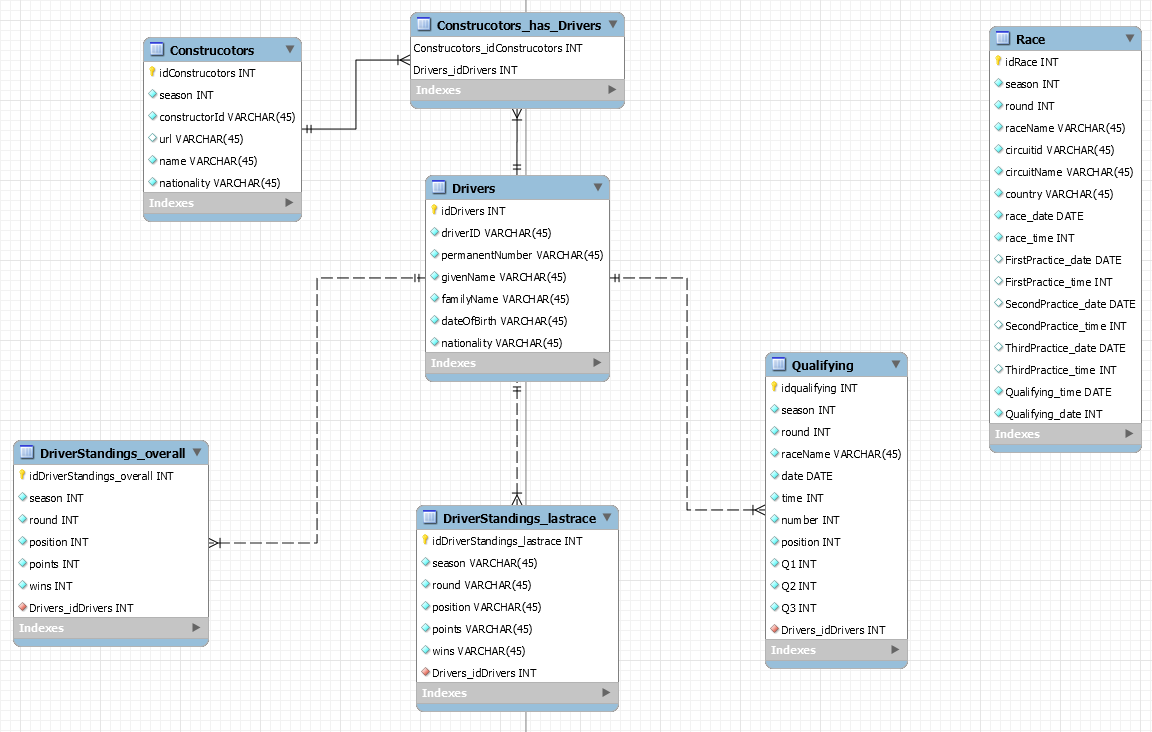 Construcotors
idConstrucotors INT
season INT
constructorId VARCHAR(45)
url VARCHAR(45)
name VARCHAR(45)
nationality VARCHAR(45)
Indexes
Construcotors_has_Drivers
Construcotors_idConstrucotors INT
Drivers_idDrivers INT
Indexes
Drivers
idDrivers INT
driverID VARCHAR(45)
permanentNumber VARCHAR(45)
givenName VARCHAR(45)
familyName VARCHAR(45)
dateOfBirth VARCHAR(45)
nationality VARCHAR(45)
Indexes
Race
idRace INT
season INT
round INT
raceName VARCHAR(45)
circuitid VARCHAR(45)
circuitName VARCHAR(45)
country VARCHAR(45)
race_date DATE
race_time INT
FirstPractice_date DATE
FirstPractice_time INT
SecondPractice_date DATE
SecondPractice_time INT
ThirdPractice_date DATE
ThirdPractice_time INT
Qualifying_time DATE
Qualifying_date INT
Indexes
DriverStandings_overall
idDriverStandings_overall INT
season INT
round INT
position INT
points INT
wins INT
Drivers_idDrivers INT
Indexes
DriverStandings_lastrace
idDriverStandings_lastrace INT
season VARCHAR(45)
round VARCHAR(45)
position VARCHAR(45)
points VARCHAR(45)
wins VARCHAR(45)
Drivers_idDrivers INT
Indexes
Qualifying
idqualifying INT
season INT
round INT
raceName VARCHAR(45)
date DATE
time INT
number INT
position INT
Q1 INT
Q2 INT
Q3 INT
Drivers_idDrivers INT
Indexes